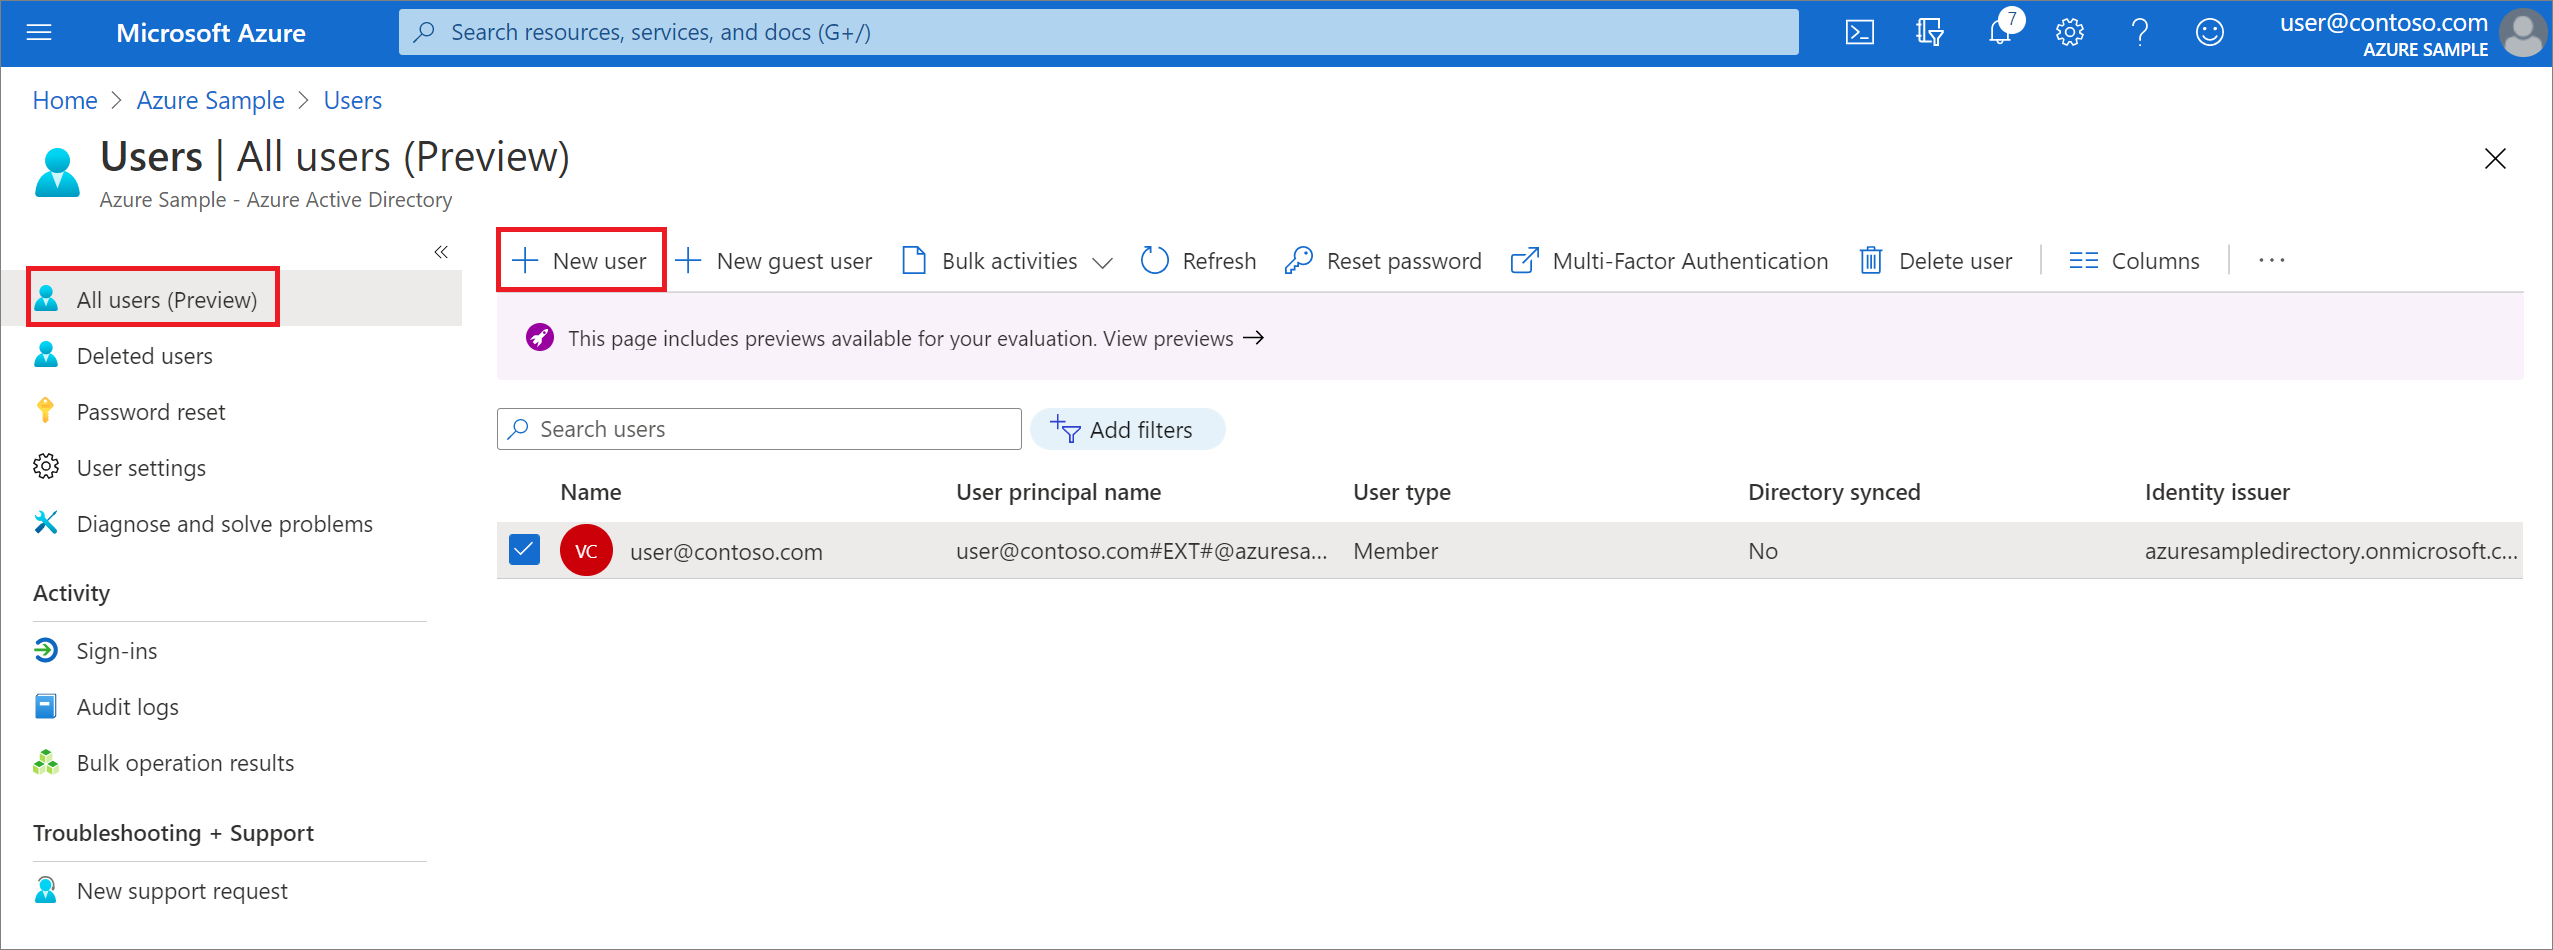 Microsoft Azure
Search resources, services, and docs (G+/)
7
user@contoso.com
AZURE SAMPLE
Home > Azure Sample > Users
Users | All users (Preview)
Azure Sample - Azure Active Directory
«
All users (Preview)
Deleted users
Password reset
User settings
Diagnose and solve problems
Activity
Sign-ins
Audit logs
Bulk operation results
Troubleshooting + Support
New support request
New user
New guest user
Bulk activities
Refresh
Reset password
Multi-Factor Authentication
Delete user
Columns
···
This page includes previews available for your evaluation. View previews →
Search users
Add filters
Name User principal name User type Directory synced Identity issuer
VC user@contoso.com user@contoso.com#EXT#@azuresa... Member No azuresampledirectory.onmicrosoft.c...